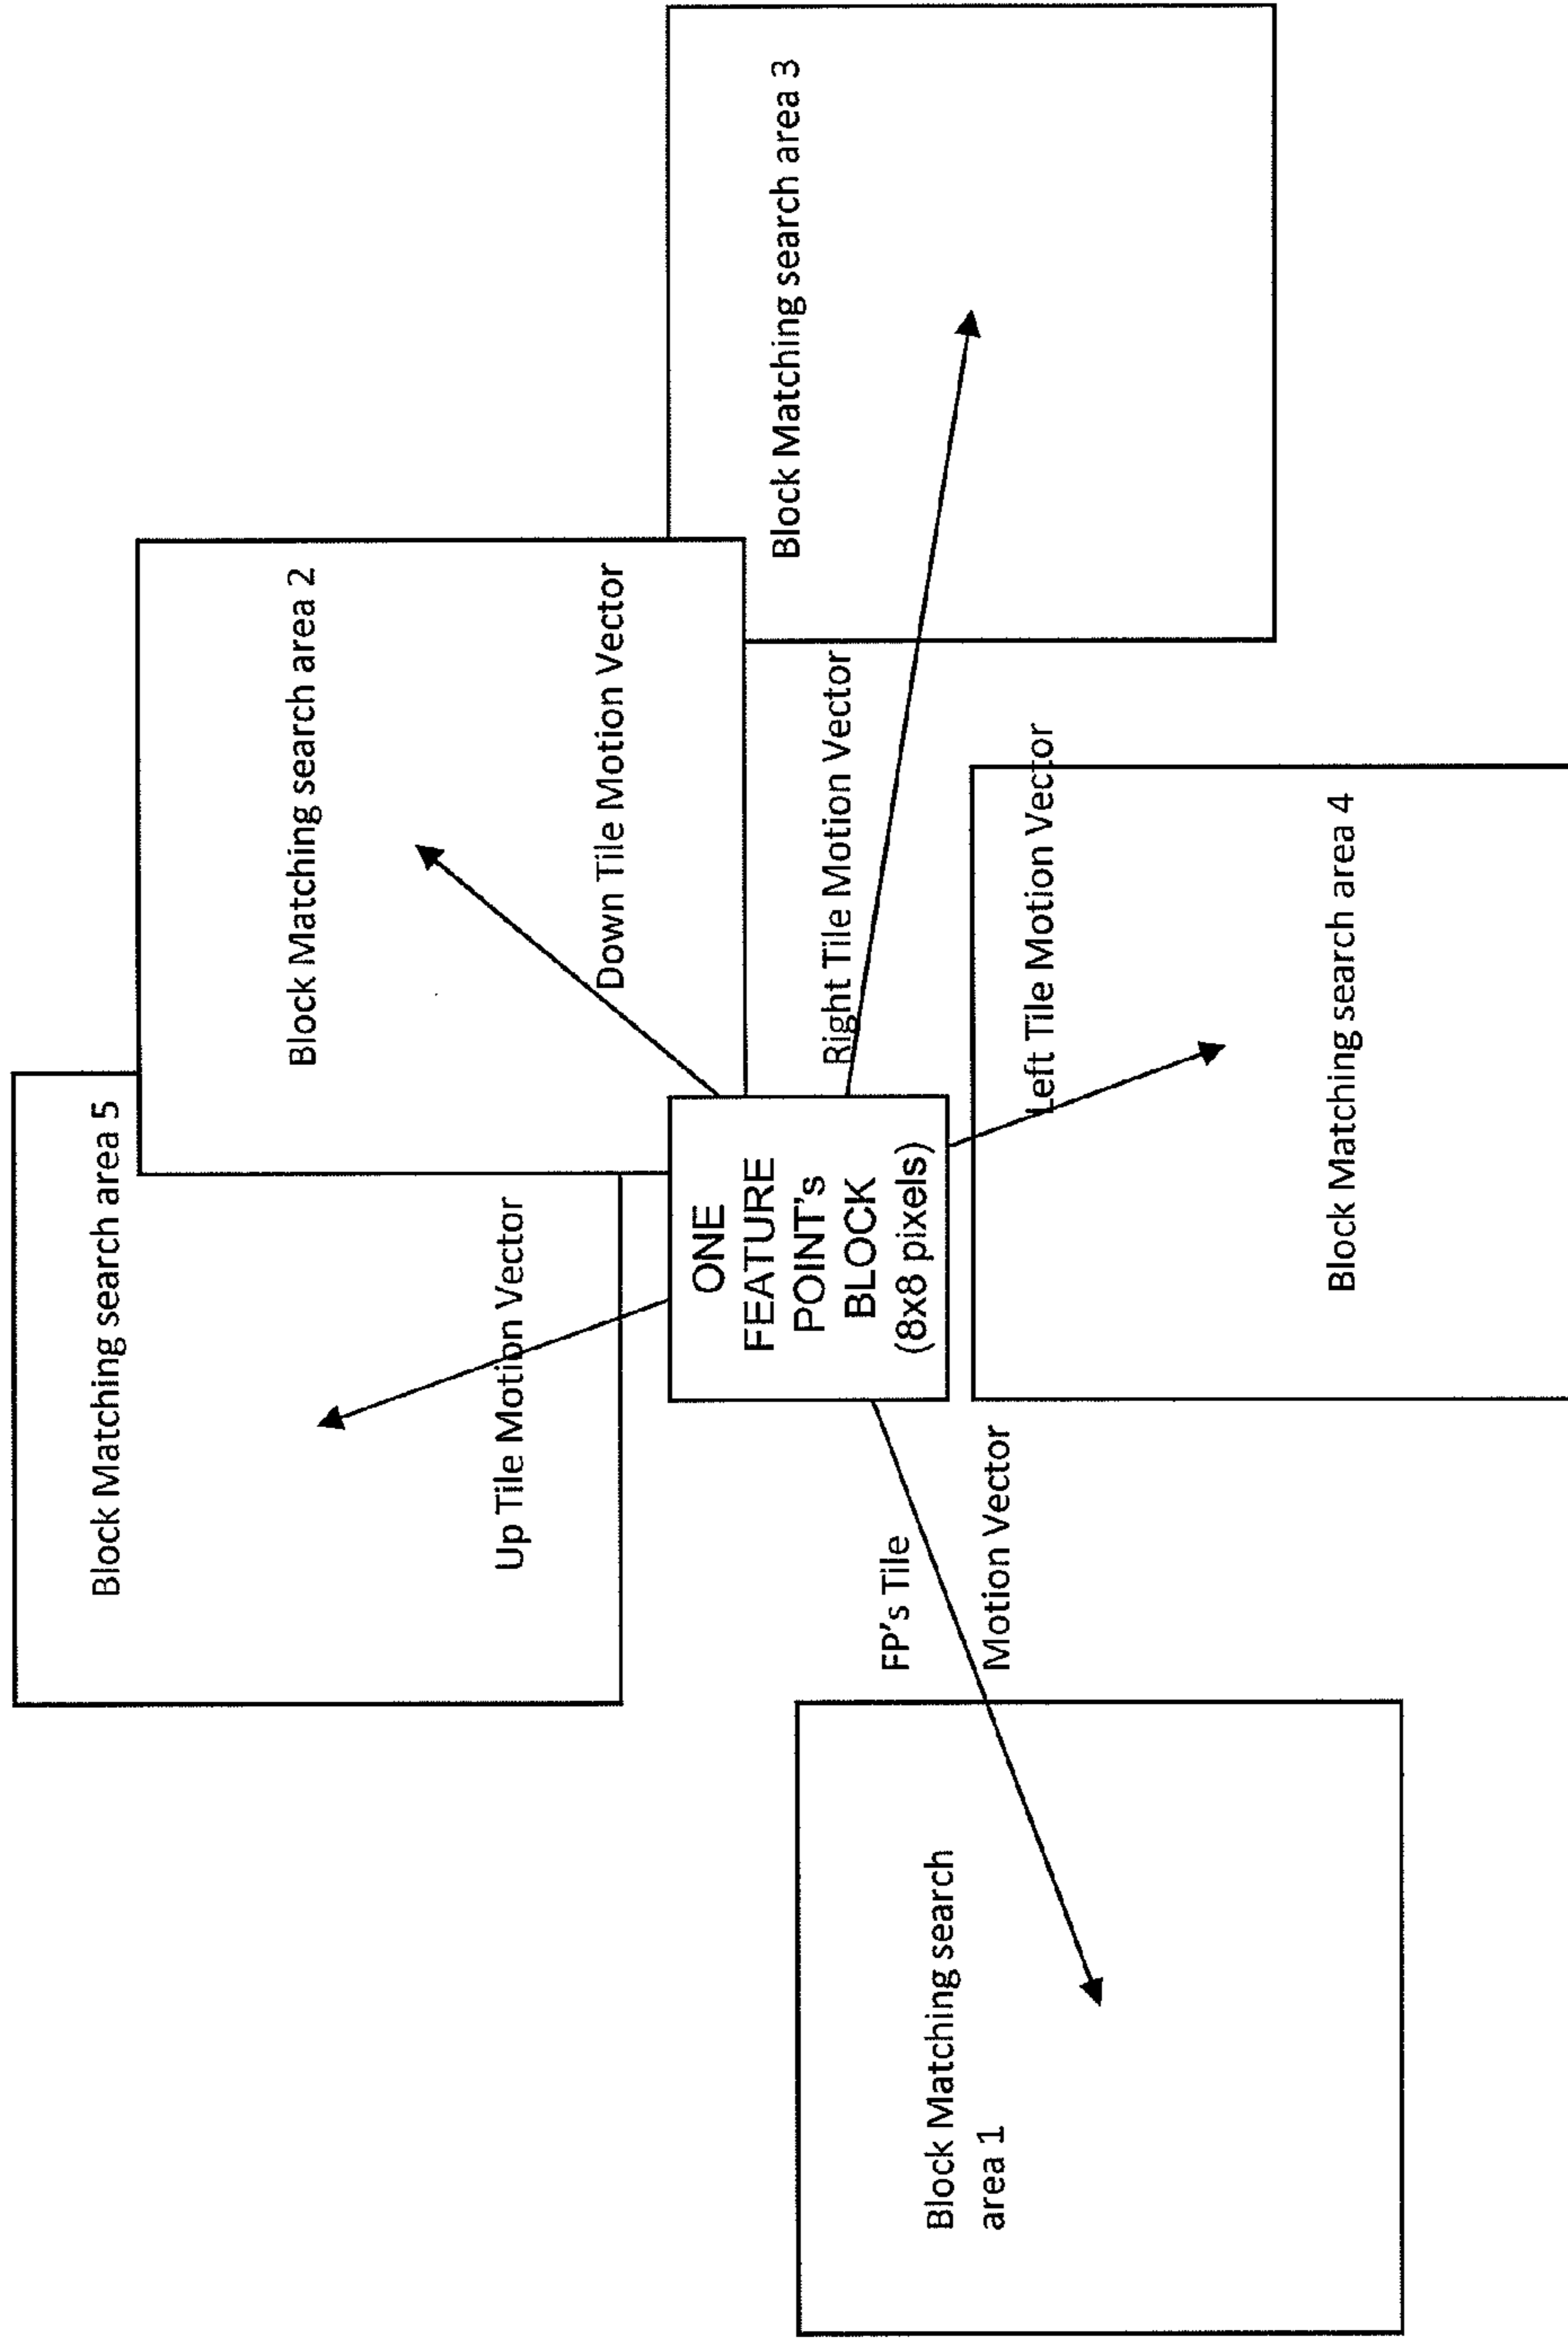 Block Matching search area 5
Up Tile Motion Vector
Block Matching search area 2
Down Tile Motion Vector
ONE
FEATURE
POINT's
BLOCK
(8x8 pixels)
Block Matching search area 3
Right Tile Motion Vector
FP's Tile
Motion Vector
Block Matching search
area 1
Left Tile Motion Vector
Block Matching search area 4